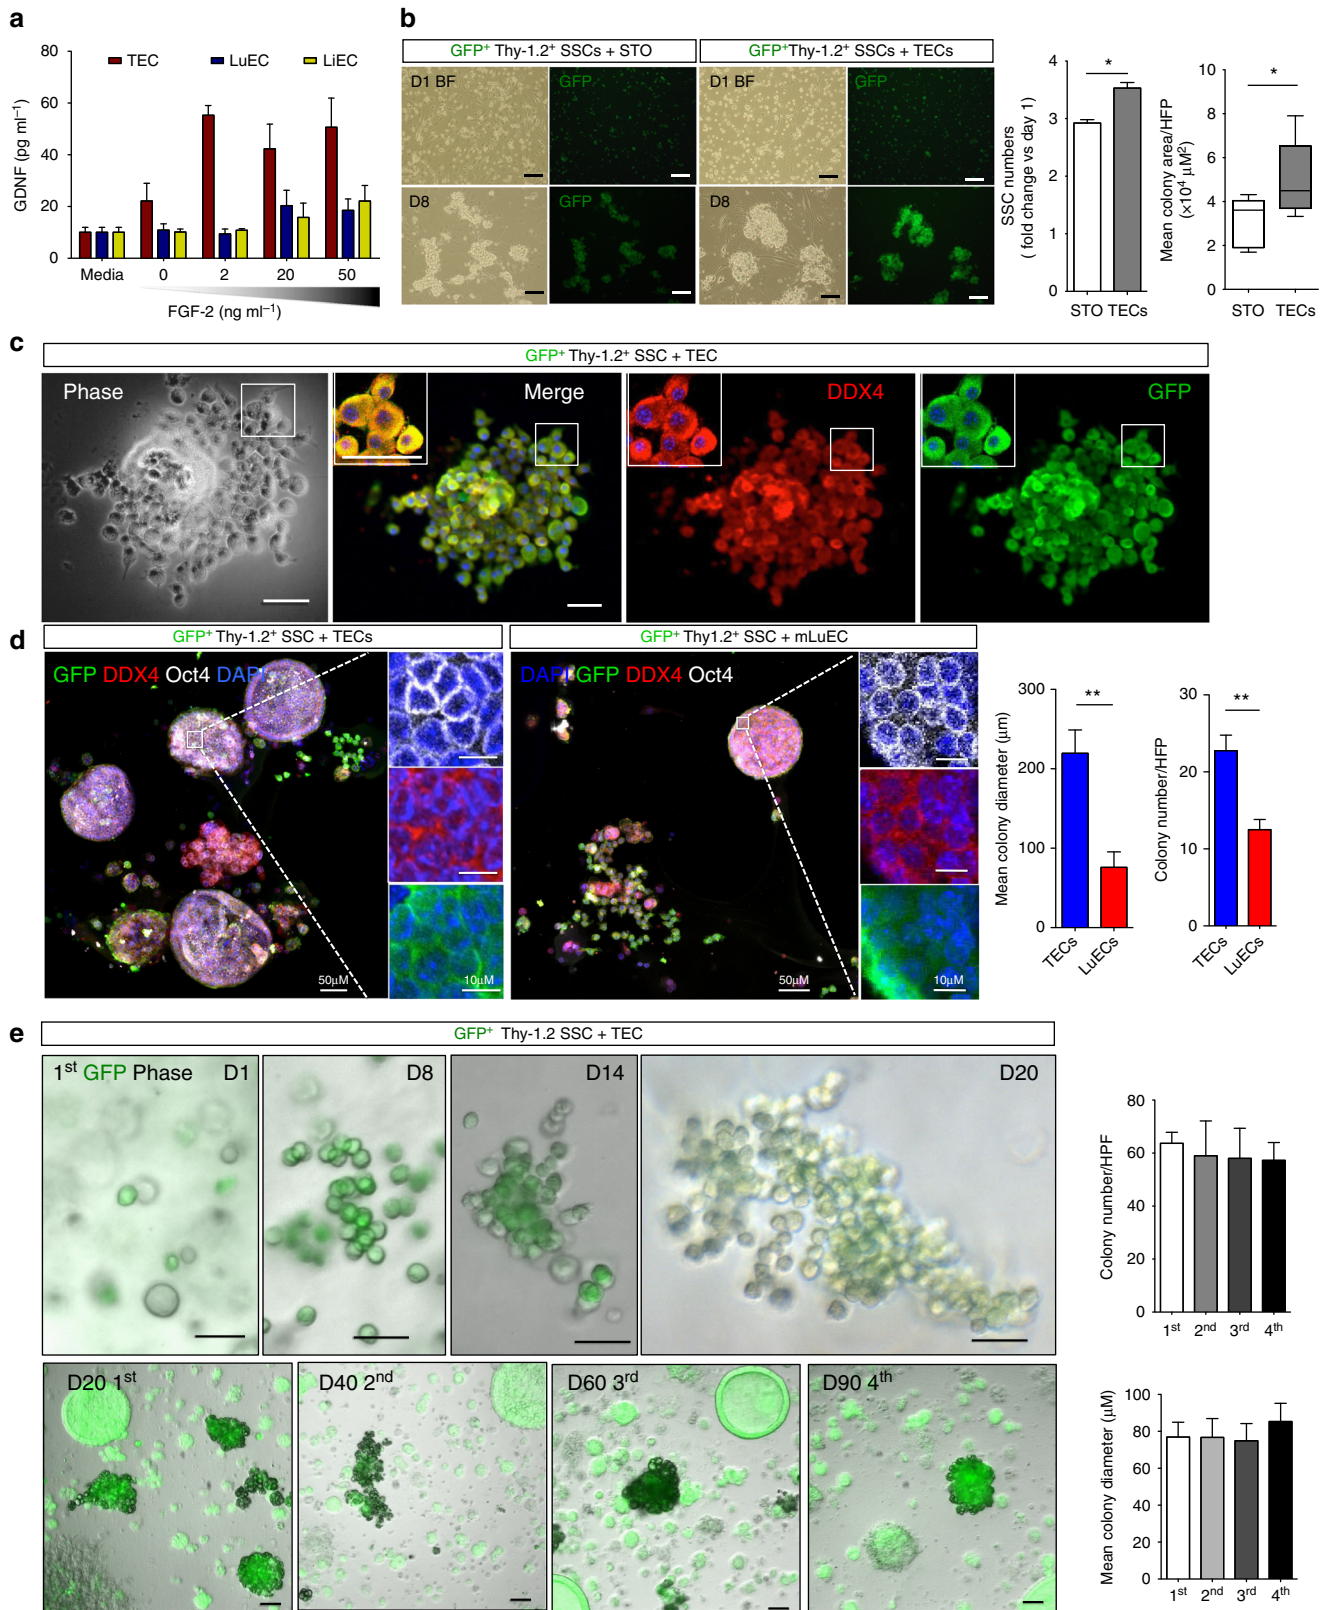 a
80
60
40
20
0
GDNF (pg ml⁻¹)
TEC
LuEC
LiEC
Media
0
2
20
50
FGF-2 (ng ml⁻¹)
b
GFP⁺ Thy-1.2⁺ SSCs + STO
GFP⁺Thy-1.2⁺ SSCs + TECs
D1 BF
GFP
D1 BF
GFP
D8
GFP
D8
GFP
SSC numbers
( fold change vs day 1)
4
3
2
1
0
*
STO TECs
Mean colony area/HFP
(×10⁴ μM²)
10
8
6
4
2
0
*
STO TECs
c
GFP⁺ Thy-1.2⁺ SSC + TEC
Phase
Merge
DDX4
GFP
d
GFP⁺ Thy-1.2⁺ SSC + TECs
GFP DDX4 Oct4 DAPI
50μM
10μM
GFP⁺ Thy1.2⁺ SSC + mLuEC
DAPI GFP DDX4 Oct4
50μM
10μM
Mean colony diameter (μm)
300
200
100
0
**
TECs
LuECs
Colony number/HFP
30
20
10
0
**
TECs
LuECs
e
GFP⁺ Thy-1.2 SSC + TEC
1ˢᵗ GFP Phase D1
D8
D14
D20
D20 1ˢᵗ
D40 2ⁿᵈ
D60 3ʳᵈ
D90 4ᵗʰ
Colony number/HPF
80
60
40
20
0
1ˢᵗ 2ⁿᵈ 3ʳᵈ 4ᵗʰ
Mean colony diameter (μM)
100
80
60
40
20
0
1ˢᵗ 2ⁿᵈ 3ʳᵈ 4ᵗʰ